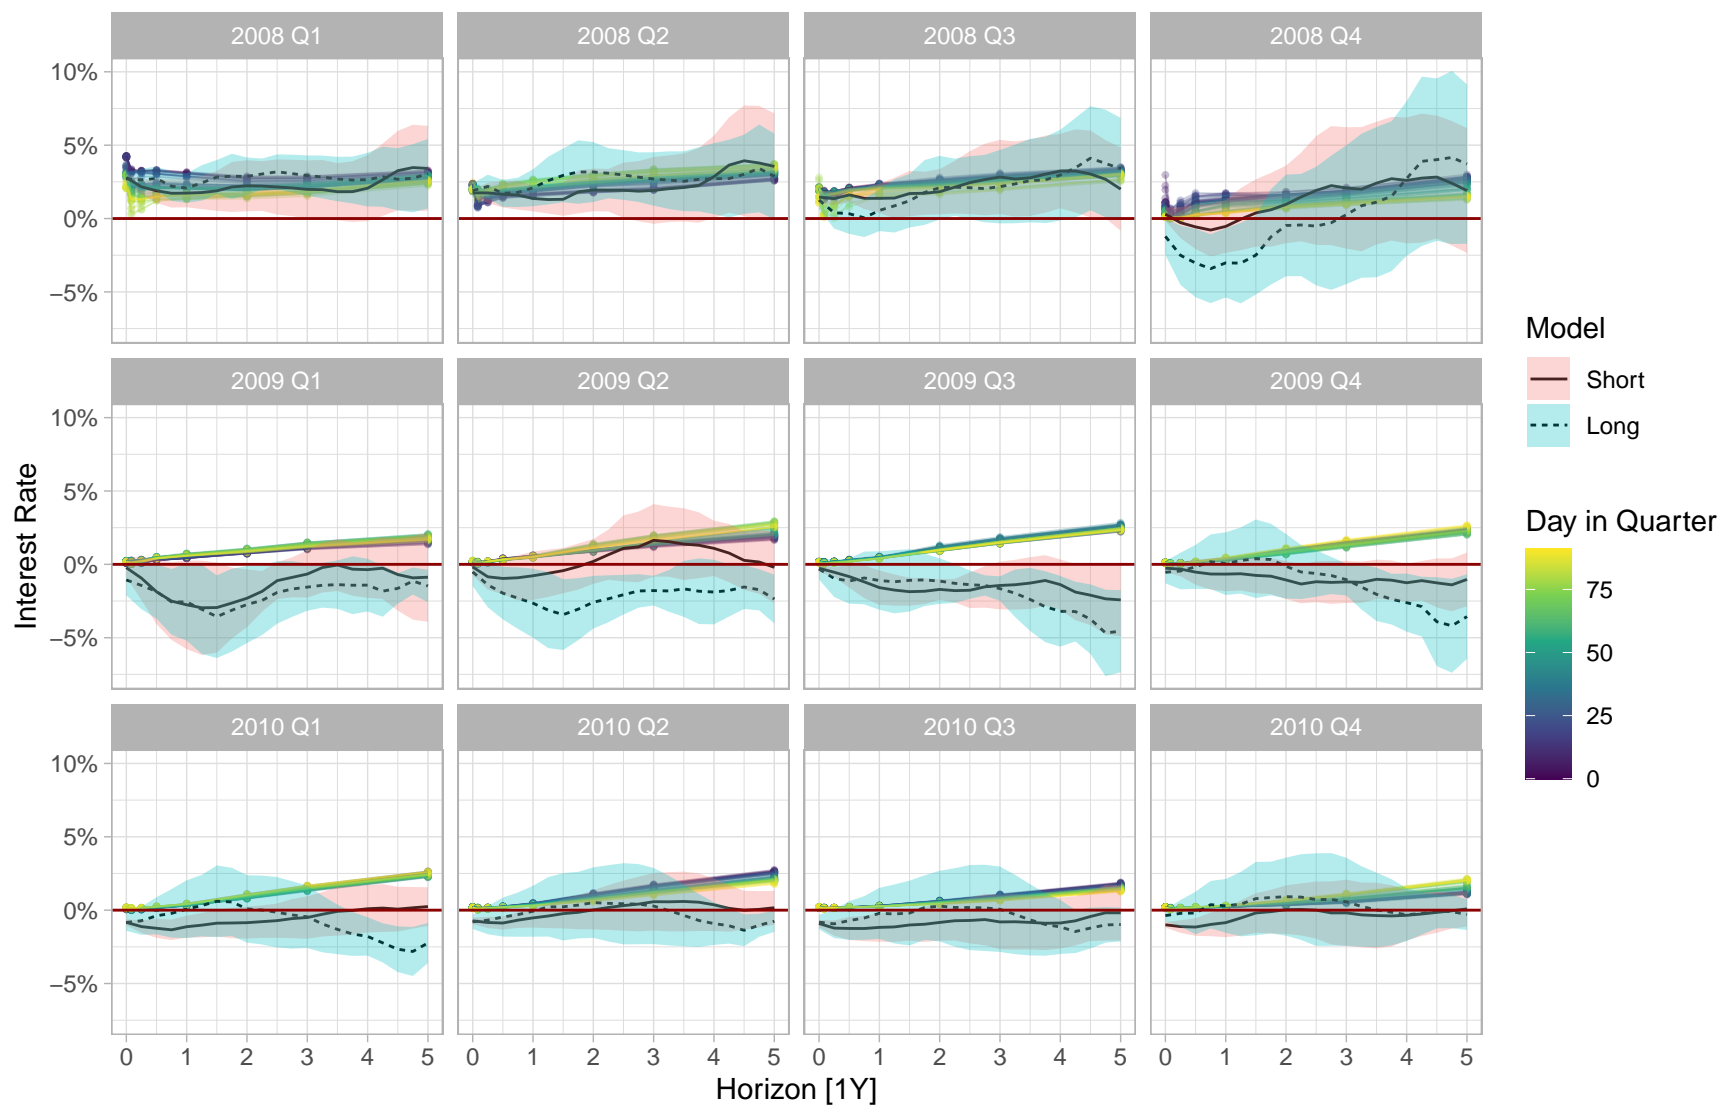 2008 Q1 2008 Q2 2008 Q3 2008 Q4
10%
5%
0%
−5%
2009 Q1 2009 Q2 2009 Q3 2009 Q4
10%
5%
0%
−5%
2010 Q1 2010 Q2 2010 Q3 2010 Q4
10%
5%
0%
−5%
0 1 2 3 4 5 0 1 2 3 4 5 0 1 2 3 4 5 0 1 2 3 4 5
Horizon [1Y]
Interest Rate
Model
Short
Long
Day in Quarter
75
50
25
0